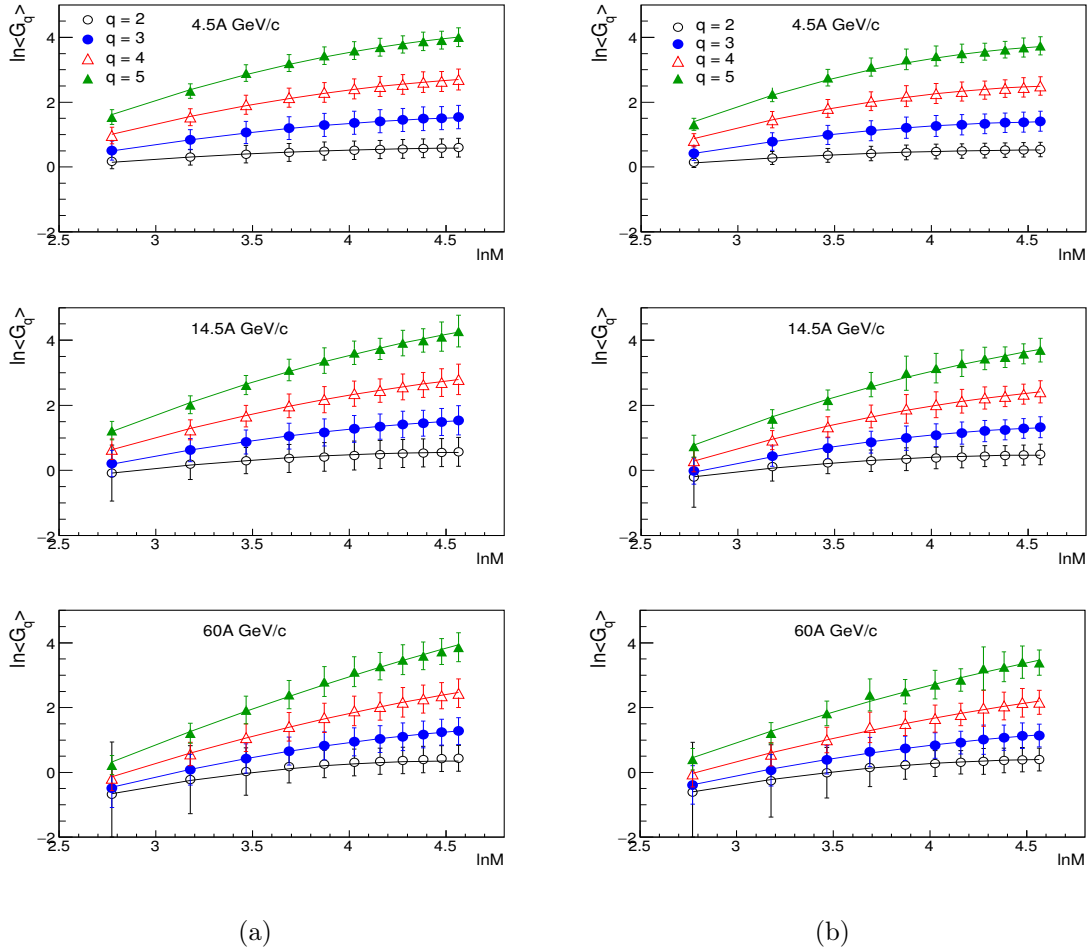 4.5A GeV/c
q = 2
q = 3
q = 4
q = 5
ln<G_q>
4
2
0
−2
2.5 3 3.5 4 4.5
lnM
4.5A GeV/c
q = 2
q = 3
q = 4
q = 5
ln<G_q>
4
2
0
−2
2.5 3 3.5 4 4.5
lnM
14.5A GeV/c
ln<G_q>
4
2
0
−2
2.5 3 3.5 4 4.5
lnM
14.5A GeV/c
ln<G_q>
4
2
0
−2
2.5 3 3.5 4 4.5
lnM
60A GeV/c
ln<G_q>
4
2
0
−2
2.5 3 3.5 4 4.5
lnM
60A GeV/c
ln<G_q>
4
2
0
−2
2.5 3 3.5 4 4.5
lnM
(a) (b)